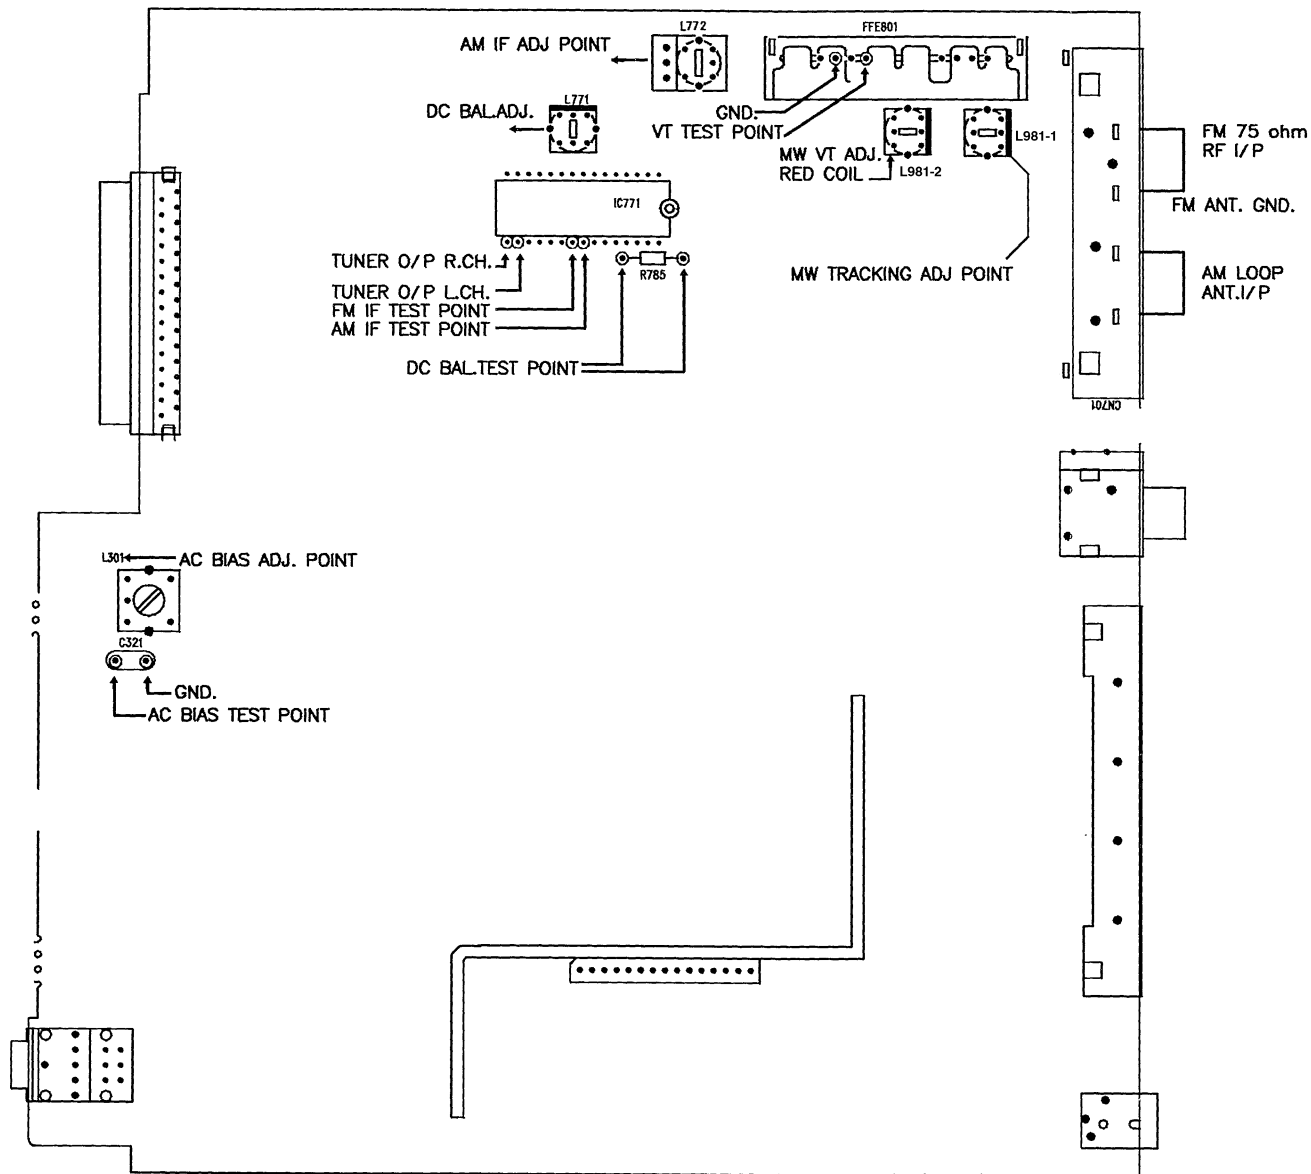 L772
FFE801
AM IF ADJ POINT
L771
DC BAL.ADJ.
GND.
VT TEST POINT
MW VT ADJ.
RED COIL
L981-2
L981-1
FM 75 ohm
RF I/P
FM ANT. GND.
IC771
TUNER O/P R.CH.
R785
MW TRACKING ADJ POINT
AM LOOP
ANT.I/P
TUNER O/P L.CH.
FM IF TEST POINT
AM IF TEST POINT
DC BAL.TEST POINT
CN701
L301
AC BIAS ADJ. POINT
C321
GND.
AC BIAS TEST POINT